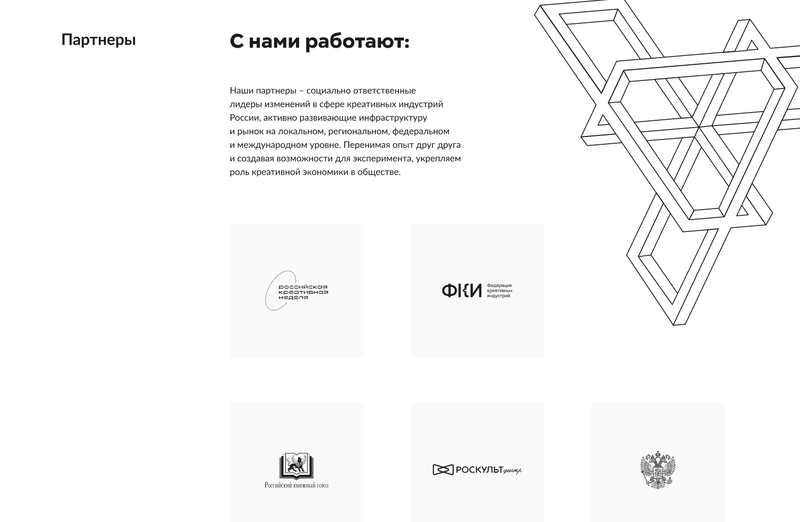 Партнеры
С нами работают:
Наши партнеры – социально ответственные
лидеры изменений в сфере креативных индустрий
России, активно развивающие инфраструктуру
и рынок на локальном, региональном, федеральном
и международном уровне. Перенимая опыт друг друга
и создавая возможности для эксперимента, укрепляем
роль креативной экономики в обществе.
российская
креативная
неделя
ФКИ
Федерация
креативных
индустрий
Российский книжный союз
РОСКУЛЬТцентр